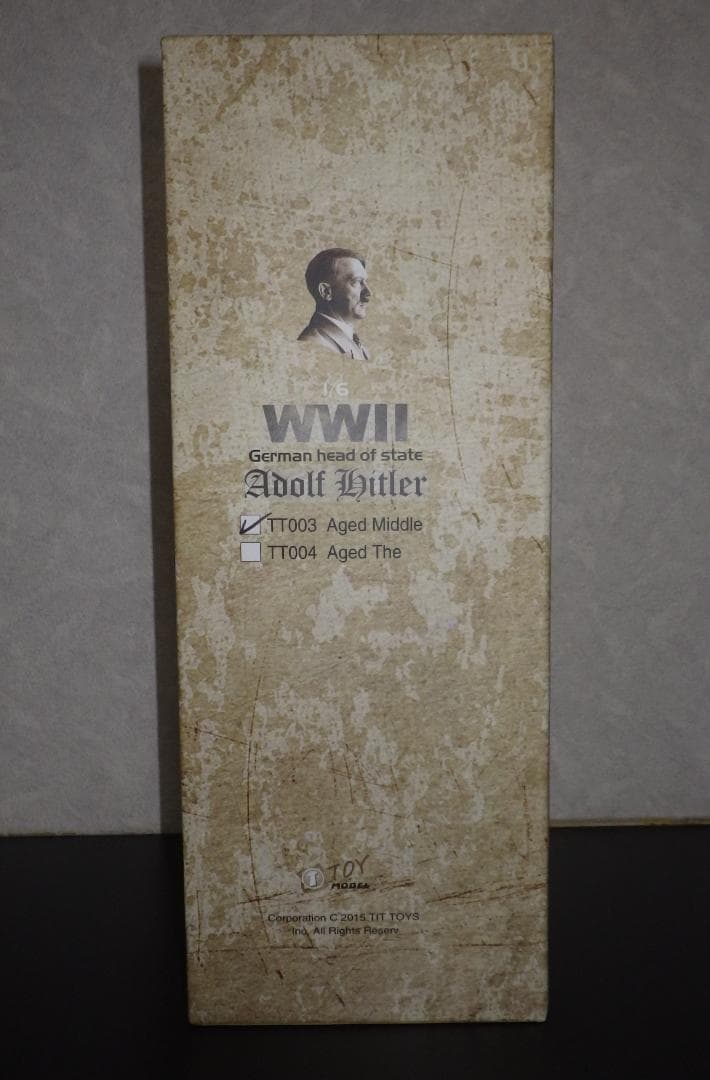 1/6
WWII
German head of state
Adolf Hitler
TT003 Aged Middle
TT004 Aged The
T TOY
MODEL
Corporation C 2015 TIT TOYS
Inc. All Rights Reserv